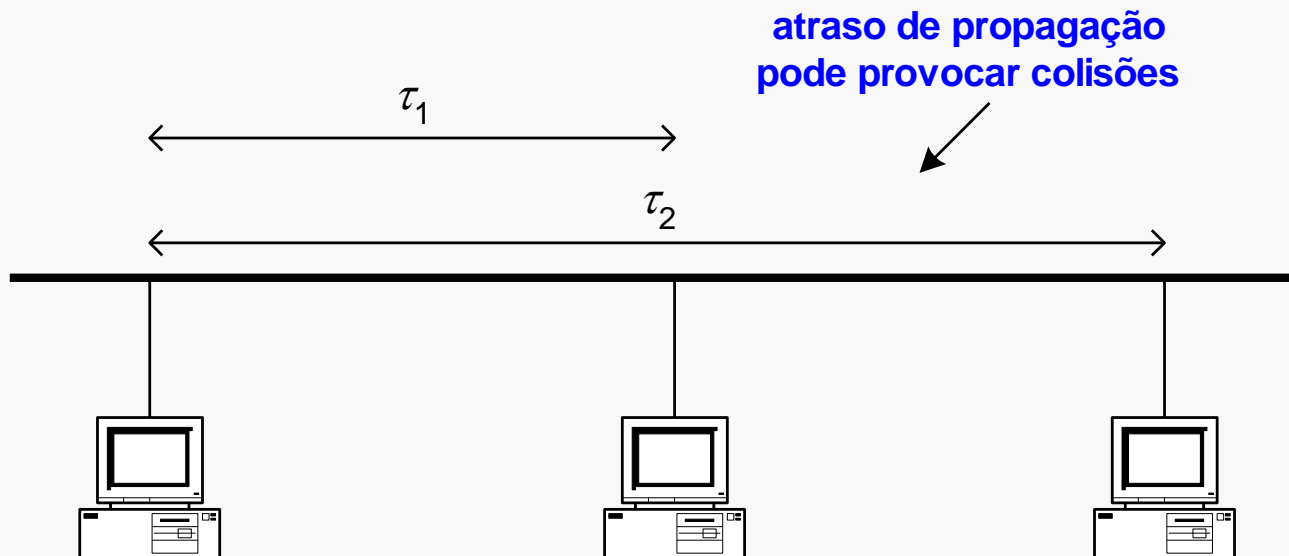 atraso de propagação
pode provocar colisões
τ1
τ2